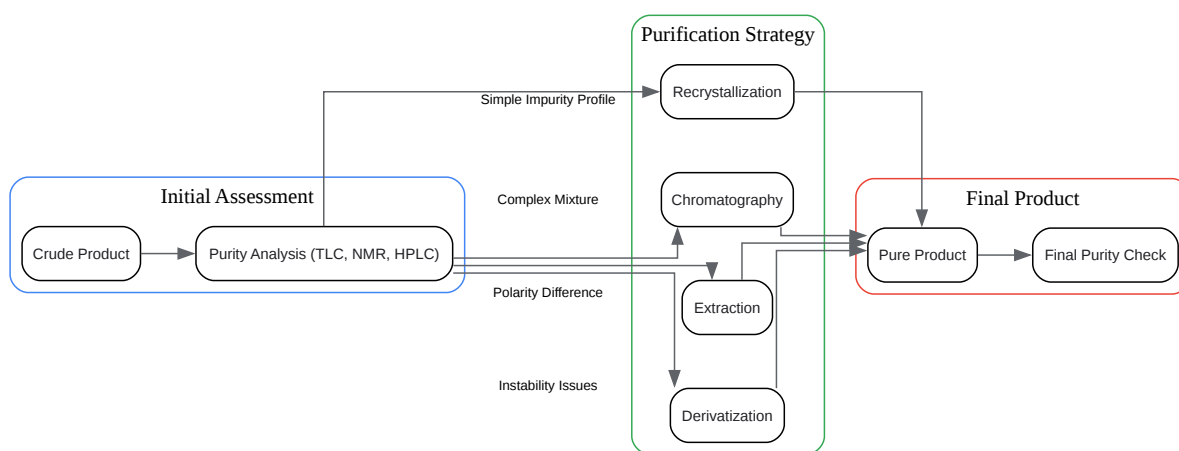 Purification Strategy
Recrystallization
Simple Impurity Profile
Initial Assessment
Complex Mixture
Chromatography
Final Product
Crude Product
Purity Analysis (TLC, NMR, HPLC)
Pure Product
Final Purity Check
Polarity Difference
Extraction
Instability Issues
Derivatization